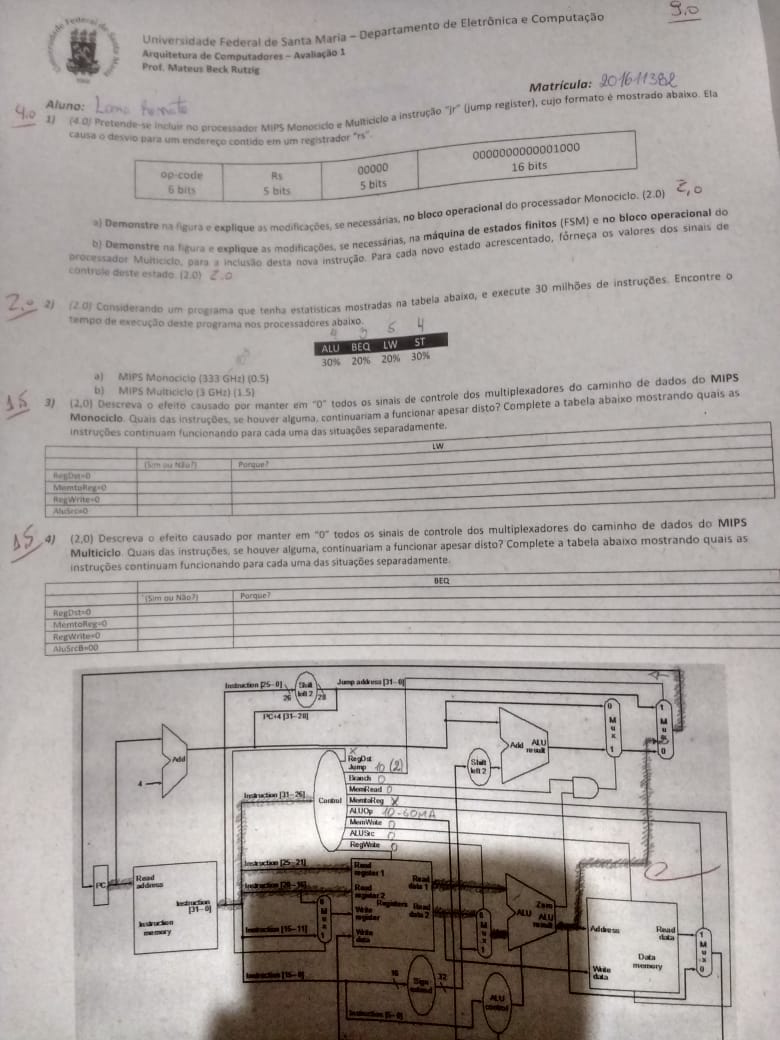 9.0
Universidade Federal de Santa Maria – Departamento de Eletrônica e Computação
Arquitetura de Computadores – Avaliação 1
Prof. Mateus Beck Rutzig
Matrícula: 201611382
Aluno:
4.0
1) (4.0) Pretende-se incluir no processador MIPS Monociclo e Multiciclo a instrução "jr" (jump register), cujo formato é mostrado abaixo. Ela
causa o desvio para um endereço contido em um registrador "rs".
op-code Rs 00000 0000000000001000
6 bits 5 bits 5 bits 16 bits
a) Demonstre na figura e explique as modificações, se necessárias, no bloco operacional do processador Monociclo. (2.0) 2,0
b) Demonstre na figura e explique as modificações, se necessárias, na máquina de estados finitos (FSM) e no bloco operacional do
processador Multiciclo, para a inclusão desta nova instrução. Para cada novo estado acrescentado, forneça os valores dos sinais de
controle deste estado. (2.0) 2.0
2.0 2) (2.0) Considerando um programa que tenha estatísticas mostradas na tabela abaixo, e execute 30 milhões de instruções. Encontre o
tempo de execução deste programa nos processadores abaixo.
4 3 5 4
ALU BEQ LW ST
30% 20% 20% 30%
a) MIPS Monociclo (333 GHz) (0.5)
b) MIPS Multiciclo (3 GHz) (1.5)
1.5 3) (2,0) Descreva o efeito causado por manter em "0" todos os sinais de controle dos multiplexadores do caminho de dados do MIPS
Monociclo. Quais das instruções, se houver alguma, continuariam a funcionar apesar disto? Complete a tabela abaixo mostrando quais as
instruções continuam funcionando para cada uma das situações separadamente.
LW
(Sim ou Não?) Porque?
RegDst=0
MemtoReg=0
RegWrite=0
AluSrc=0
1.5 4) (2,0) Descreva o efeito causado por manter em "0" todos os sinais de controle dos multiplexadores do caminho de dados do MIPS
Multiciclo. Quais das instruções, se houver alguma, continuariam a funcionar apesar disto? Complete a tabela abaixo mostrando quais as
instruções continuam funcionando para cada uma das situações separadamente.
BEQ
(Sim ou Não?) Porque?
RegDst=0
MemtoReg=0
RegWrite=0
AluSrcB=00
Instruction [25–0] Shift left 2 Jump address [31–0]
26 28
PC+4 [31–28]
0 Mux 1
1 Mux 0
Add
Add ALU result
4
Shift left 2
X
RegDst
Jump 10 (2)
Branch 0
MemRead 0
Instruction [31–26] Control MemtoReg X
ALUOp 10
MemWrite 0
ALUSrc 0
RegWrite 0
PC
Read address
Instruction [31–0]
Instruction memory
Instruction [25–21]
Instruction [20–16]
Instruction [15–11]
0 Mux 1
Read register 1
Read register 2
Write register
Write data
Registers
Read data 1
Read data 2
0 Mux 1
Zero
ALU ALU result
Address
Read data
Data memory
Write data
1 Mux 0
Instruction [15–0]
16 Sign extend 32
ALU control
Instruction [5–0]